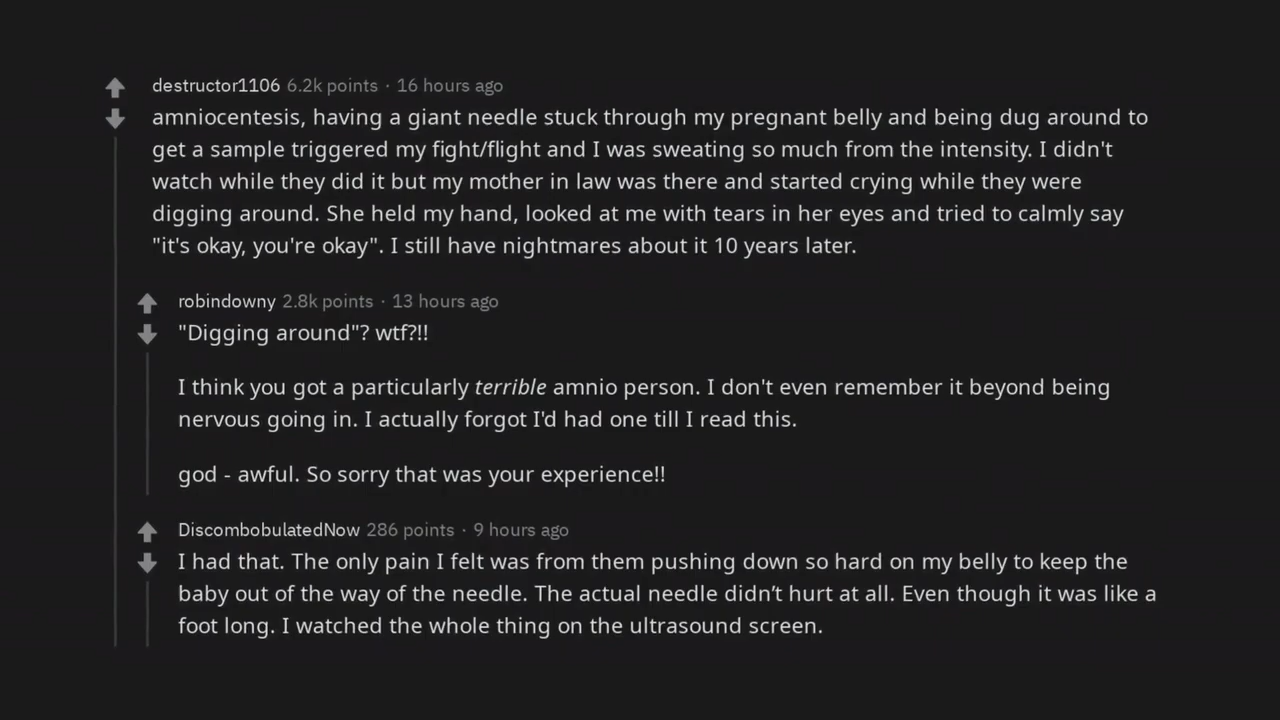 destructor1106 6.2k points · 16 hours ago
amniocentesis, having a giant needle stuck through my pregnant belly and being dug around to
get a sample triggered my fight/flight and I was sweating so much from the intensity. I didn't
watch while they did it but my mother in law was there and started crying while they were
digging around. She held my hand, looked at me with tears in her eyes and tried to calmly say
"it's okay, you're okay". I still have nightmares about it 10 years later.
robindowny 2.8k points · 13 hours ago
"Digging around"? wtf?!!
I think you got a particularly terrible amnio person. I don't even remember it beyond being
nervous going in. I actually forgot I'd had one till I read this.
god - awful. So sorry that was your experience!!
DiscombobulatedNow 286 points · 9 hours ago
I had that. The only pain I felt was from them pushing down so hard on my belly to keep the
baby out of the way of the needle. The actual needle didn’t hurt at all. Even though it was like a
foot long. I watched the whole thing on the ultrasound screen.